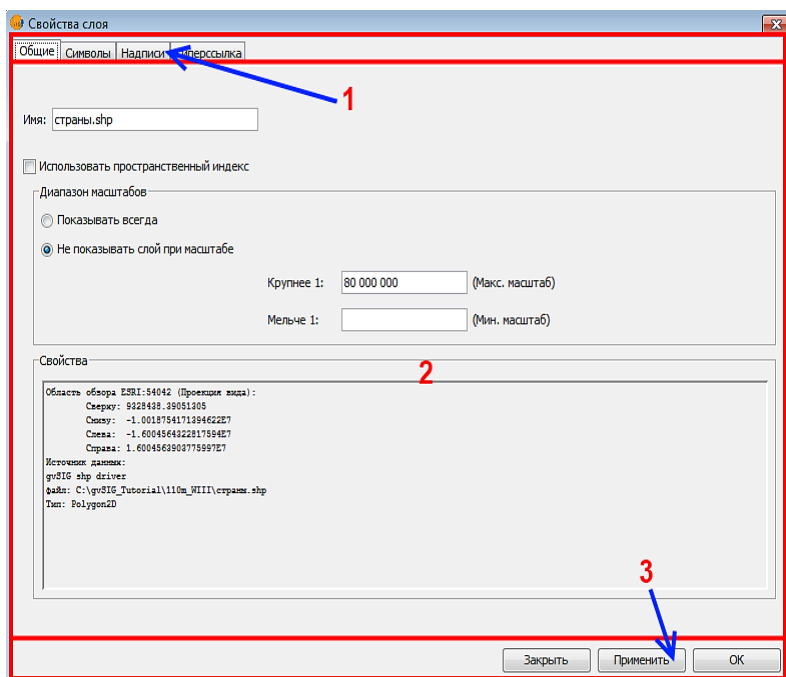 Свойства слоя
Общие Символы Надписи Гиперссылка
1
Имя: страны.shp
Использовать пространственный индекс
Диапазон масштабов
Показывать всегда
Не показывать слой при масштабе
Крупнее 1: 80 000 000 (Макс. масштаб)
Мельче 1: (Мин. масштаб)
Свойства
2
Область обзора ESRI:54042 (Проекция вида):
Сверху: 9328438.39051305
Снизу: -1.0018754171394622E7
Слева: -1.6004564322817594E7
Справа: 1.6004563903775997E7
Источник данных:
gvSIG shp driver
файл: C:\gvSIG_Tutorial\110m_WIII\страны.shp
Тип: Polygon2D
3
Закрыть Применить ОК